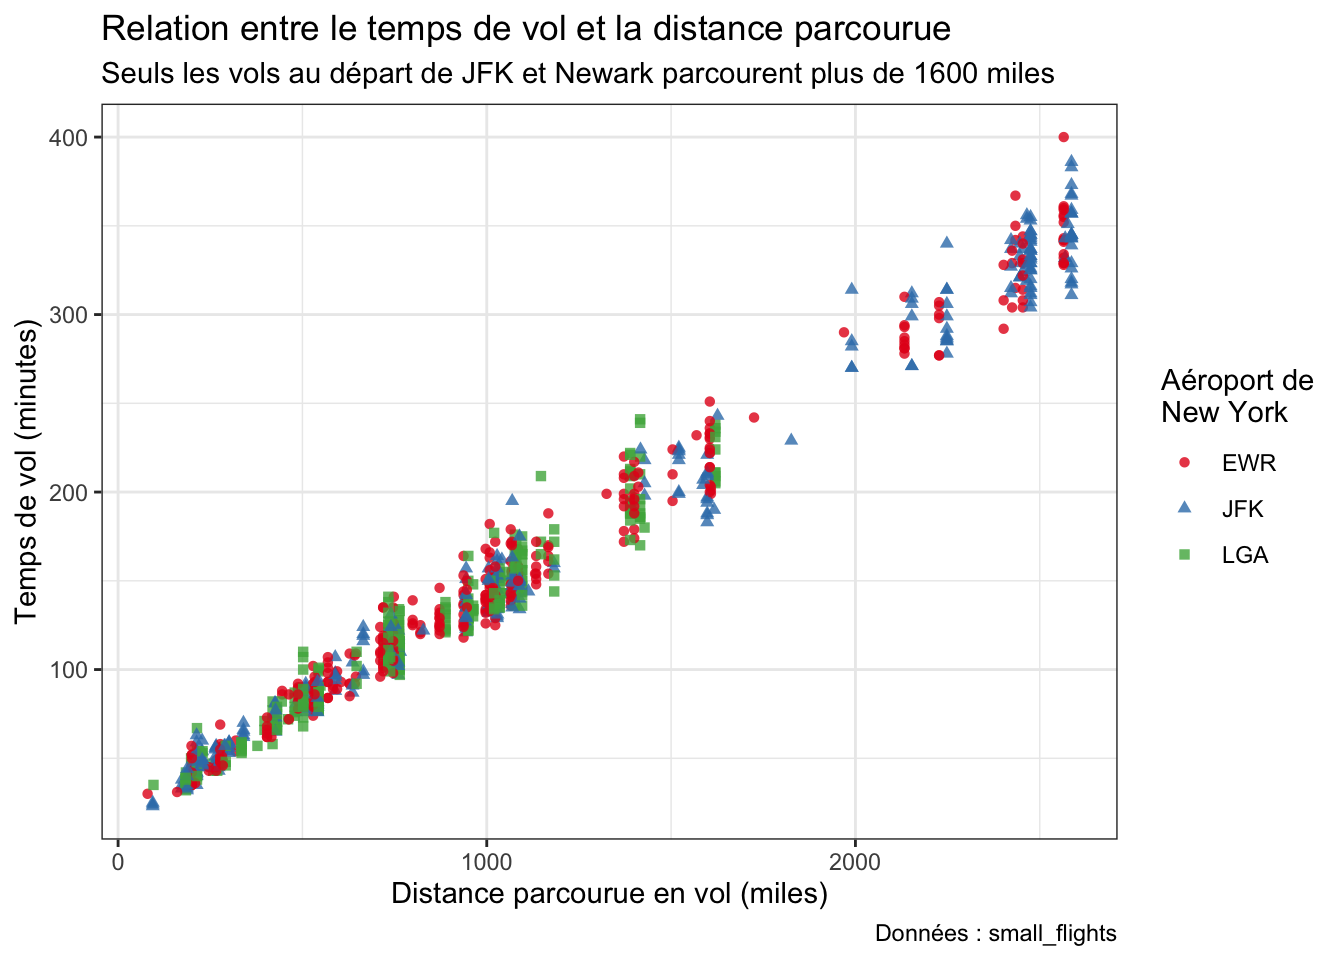 Relation entre le temps de vol et la distance parcourue
Seuls les vols au départ de JFK et Newark parcourent plus de 1600 miles
400
300
200
100
Temps de vol (minutes)
0
1000
2000
Distance parcourue en vol (miles)
Aéroport de
New York
EWR
JFK
LGA
Données : small_flights